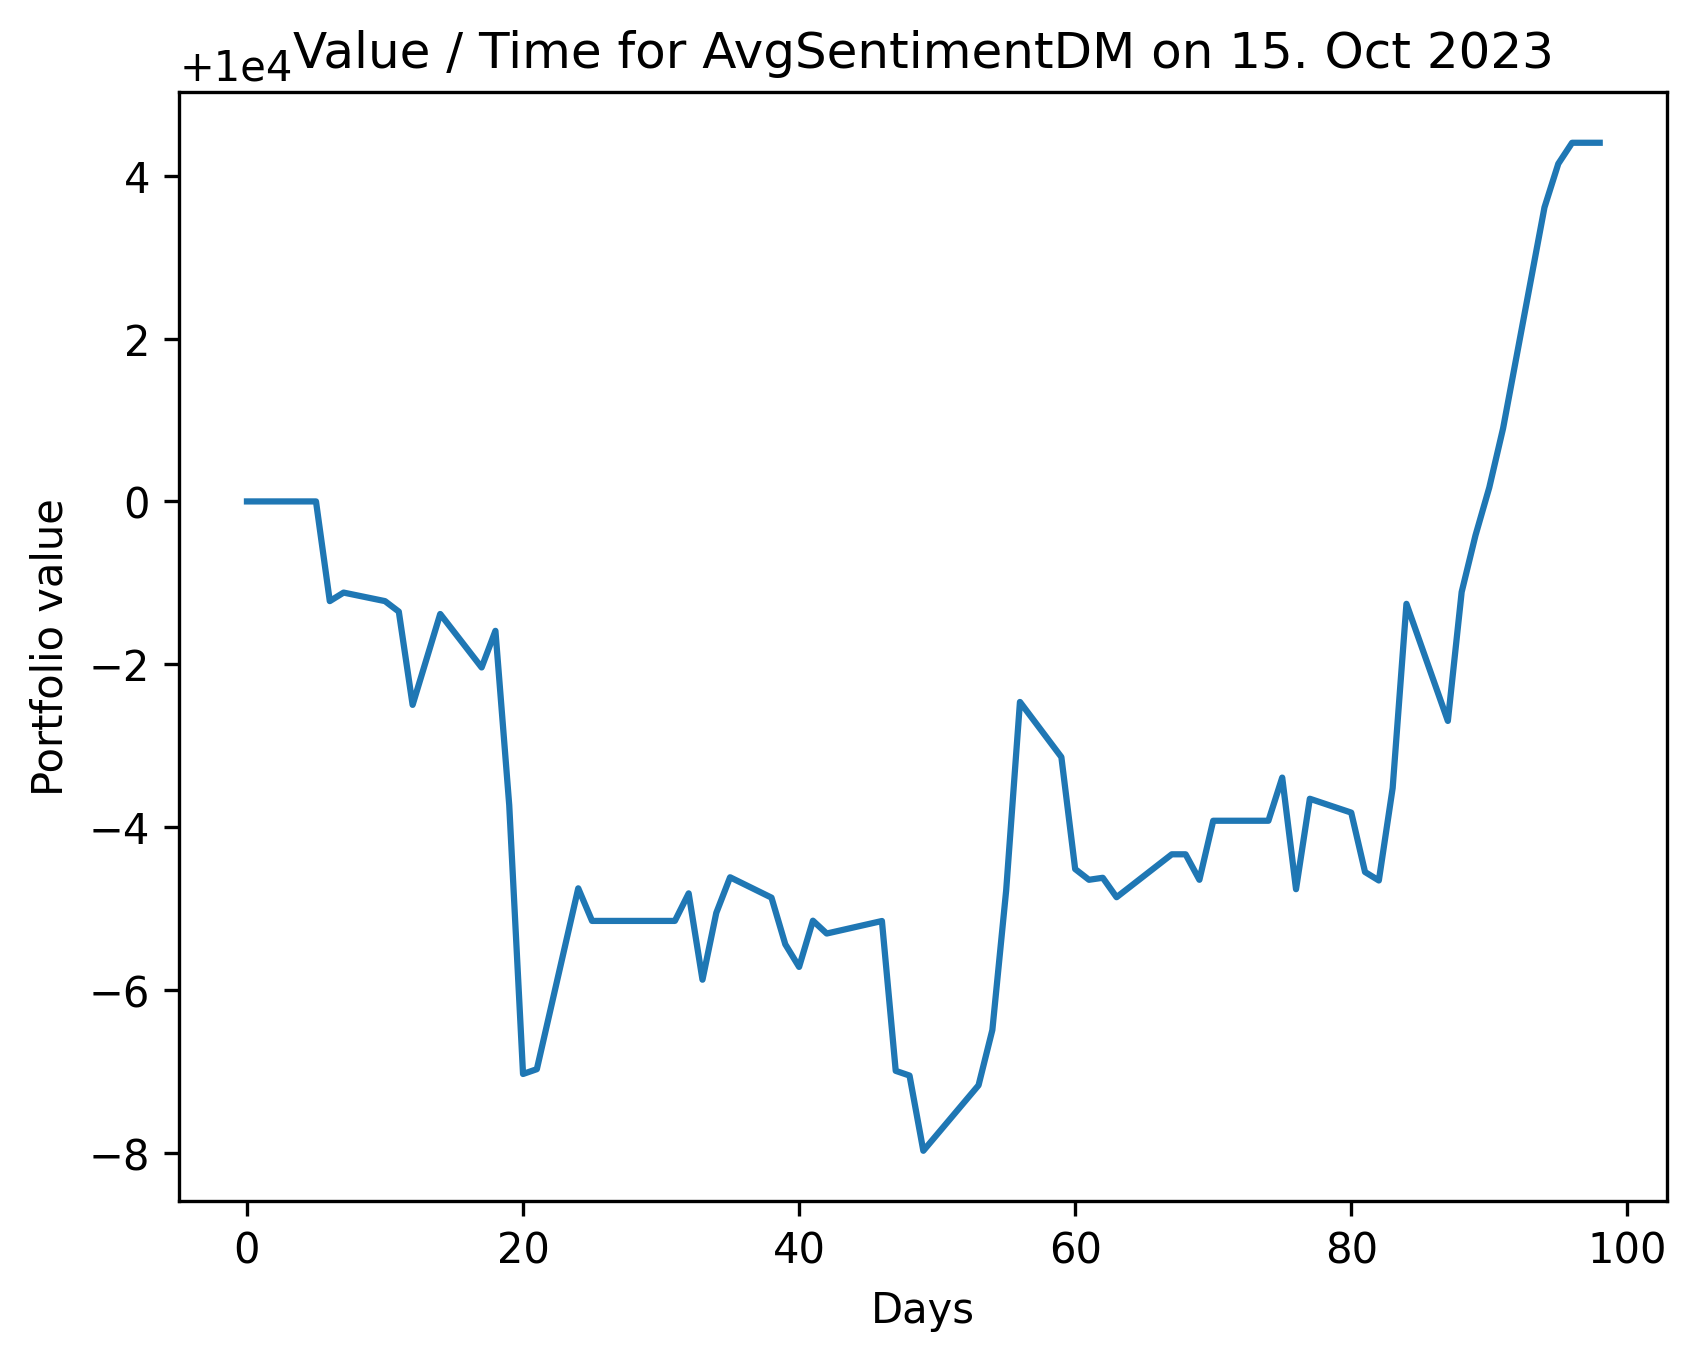 Value / Time for AvgSentimentDM on 15. Oct 2023
+1e4
4
2
0
−2
−4
−6
−8
Portfolio value
0 20 40 60 80 100
Days